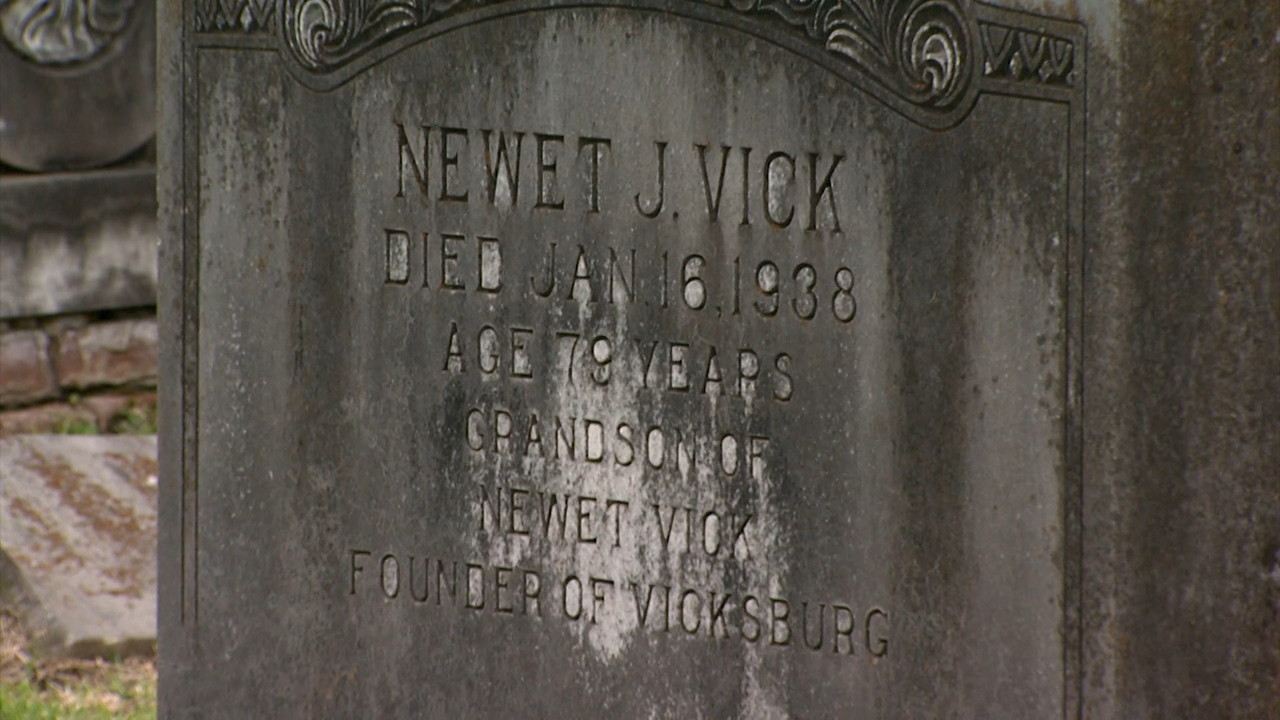 NEWET J. VICK
DIED JAN. 16, 1938
AGE 79 YEARS
GRANDSON OF
NEWET VICK
FOUNDER OF VICKSBURG